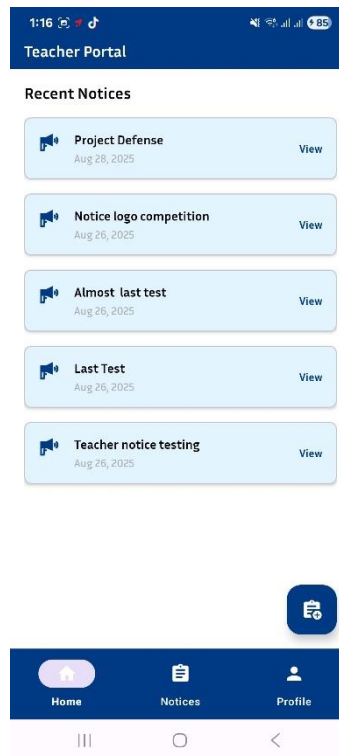 1:16
85
Teacher Portal
Recent Notices
Project Defense
Aug 28, 2025
View
Notice logo competition
Aug 26, 2025
View
Almost last test
Aug 26, 2025
View
Last Test
Aug 26, 2025
View
Teacher notice testing
Aug 26, 2025
View
Home
Notices
Profile